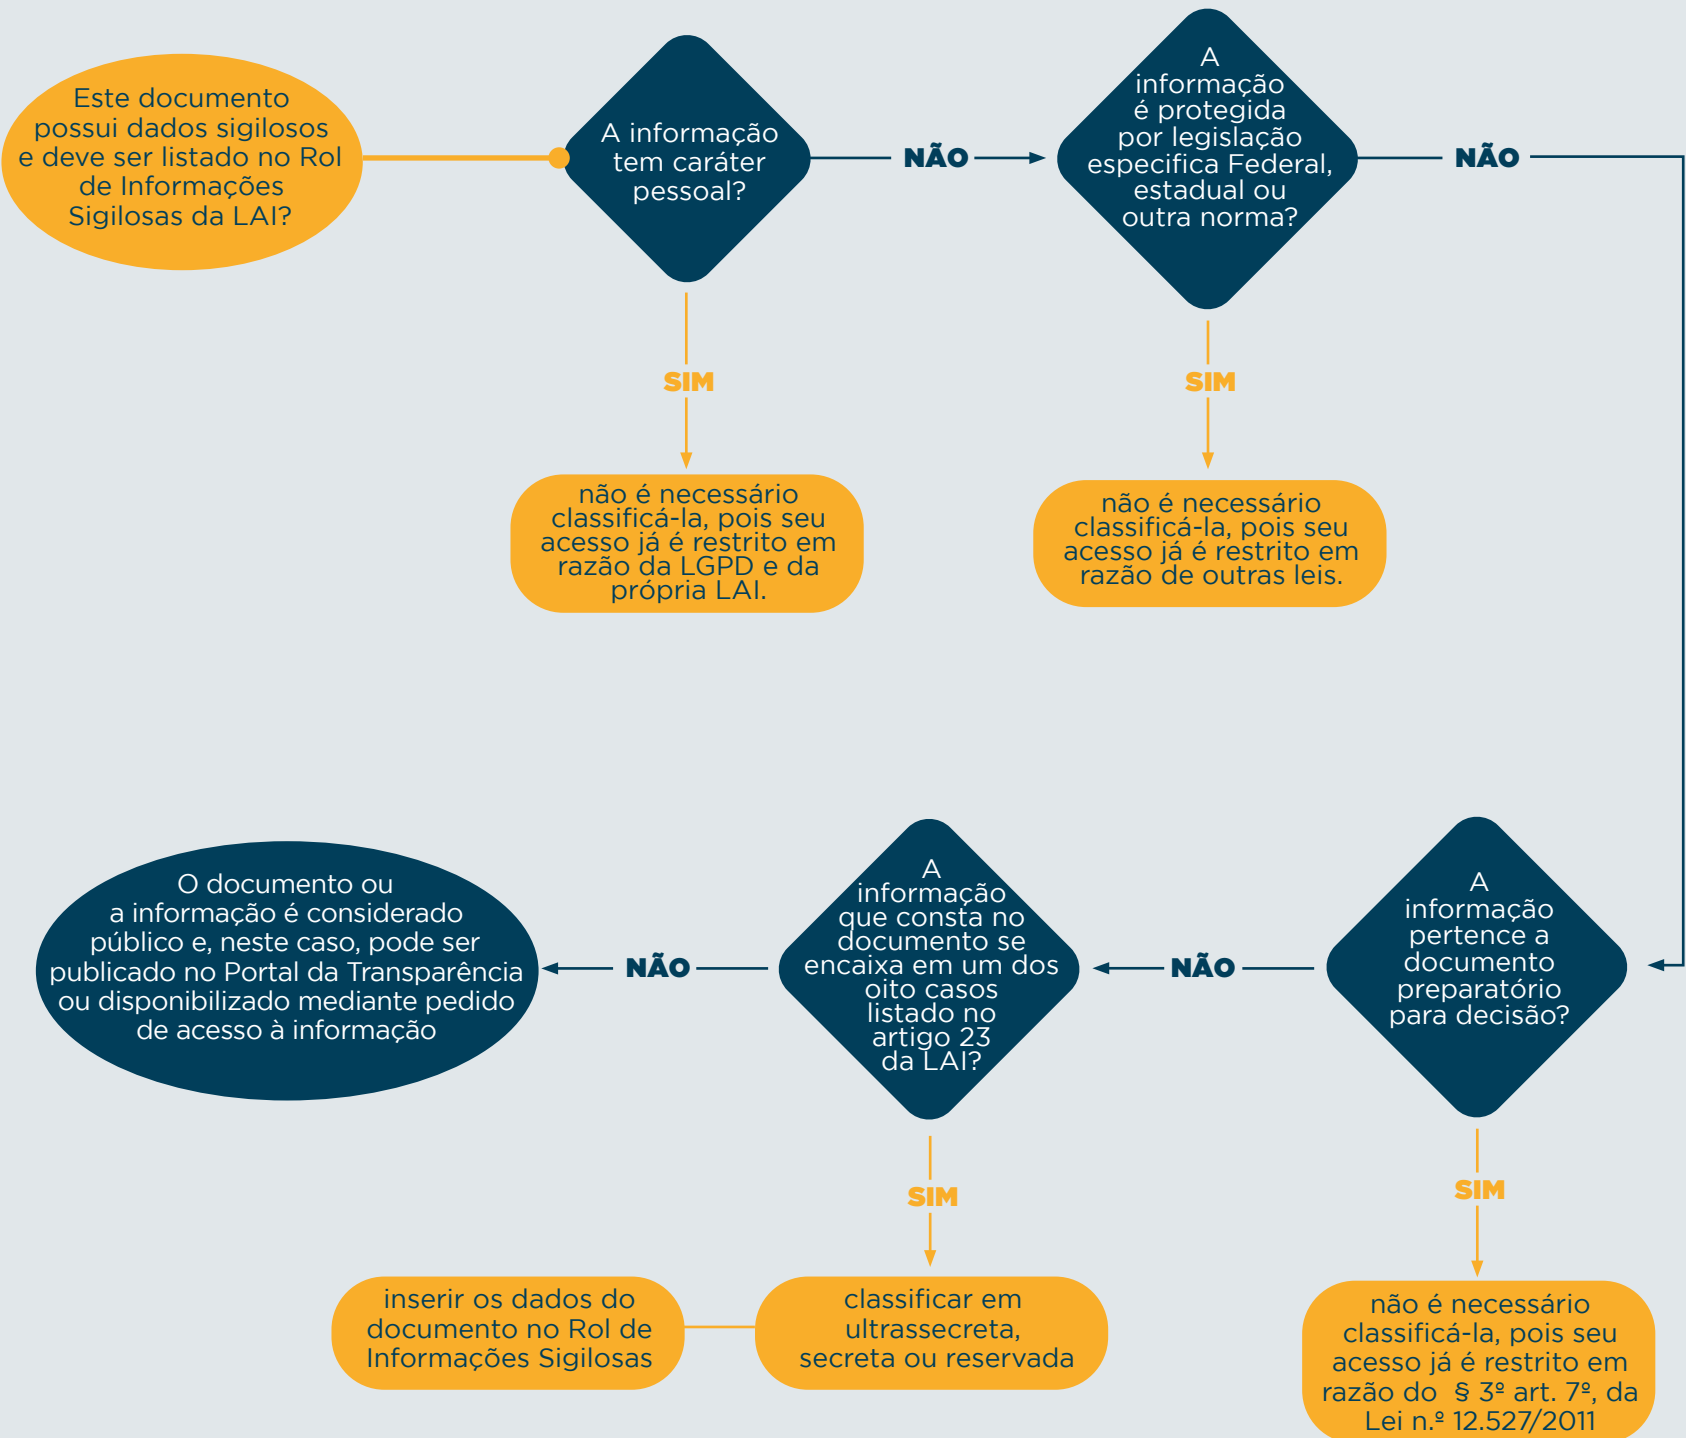 Este documento
possui dados sigilosos
e deve ser listado no Rol
de Informações
Sigilosas da LAI?
A informação
tem caráter
pessoal?
NÃO
A
informação
é protegida
por legislação
especifica Federal,
estadual ou
outra norma?
NÃO
SIM
SIM
não é necessário
classificá-la, pois seu
acesso já é restrito em
razão da LGPD e da
própria LAI.
não é necessário
classificá-la, pois seu
acesso já é restrito em
razão de outras leis.
A
informação
pertence a
documento
preparatório
para decisão?
NÃO
A
informação
que consta no
documento se
encaixa em um dos
oito casos
listado no
artigo 23
da LAI?
NÃO
O documento ou
a informação é considerado
público e, neste caso, pode ser
publicado no Portal da Transparência
ou disponibilizado mediante pedido
de acesso à informação
SIM
SIM
não é necessário
classificá-la, pois seu
acesso já é restrito em
razão do § 3º art. 7º, da
Lei n.º 12.527/2011
classificar em
ultrassecreta,
secreta ou reservada
inserir os dados do
documento no Rol de
Informações Sigilosas